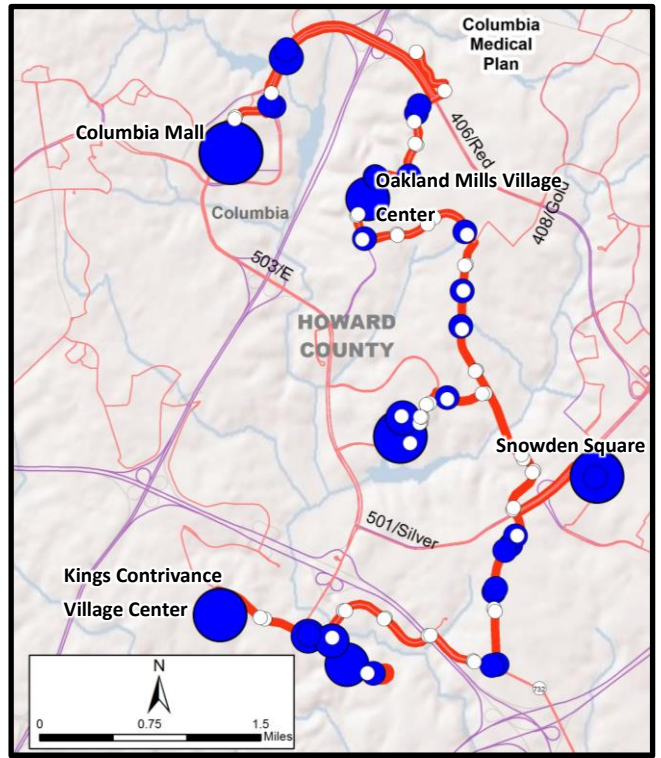 Columbia
Medical
Plan
406/Red
Columbia Mall
Oakland Mills Village
Center
408/Gold
Columbia
503/E
HOWARD
COUNTY
Snowden Square
501/Silver
Kings Contrivance
Village Center
N
0 0.75 1.5
Miles
732